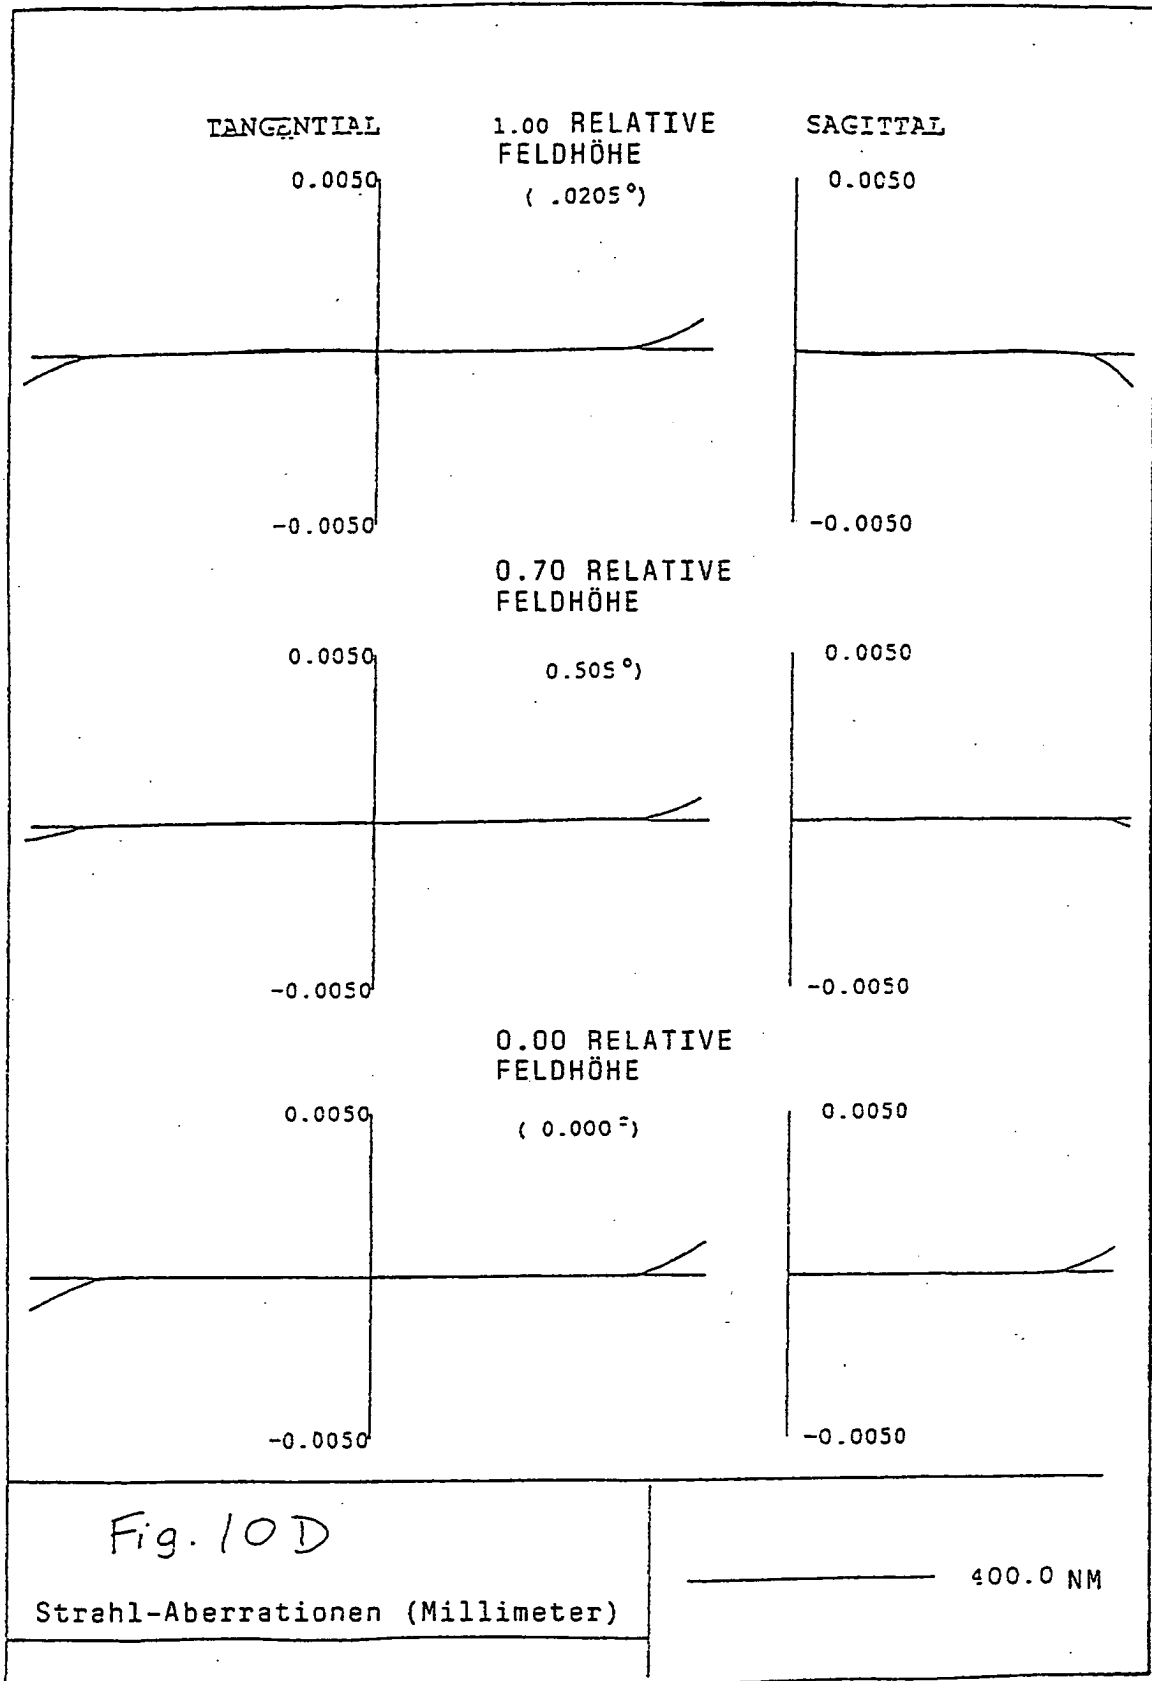 TANGENTIAL 1.00 RELATIVE SAGITTAL
FELDHÖHE
0.0050 ( .0205°) 0.0050
-0.0050 -0.0050
0.70 RELATIVE
FELDHÖHE
0.0050 0.505°) 0.0050
-0.0050 -0.0050
0.00 RELATIVE
FELDHÖHE
0.0050 ( 0.000°) 0.0050
-0.0050 -0.0050
Fig. 10D
400.0 NM
Strahl-Aberrationen (Millimeter)